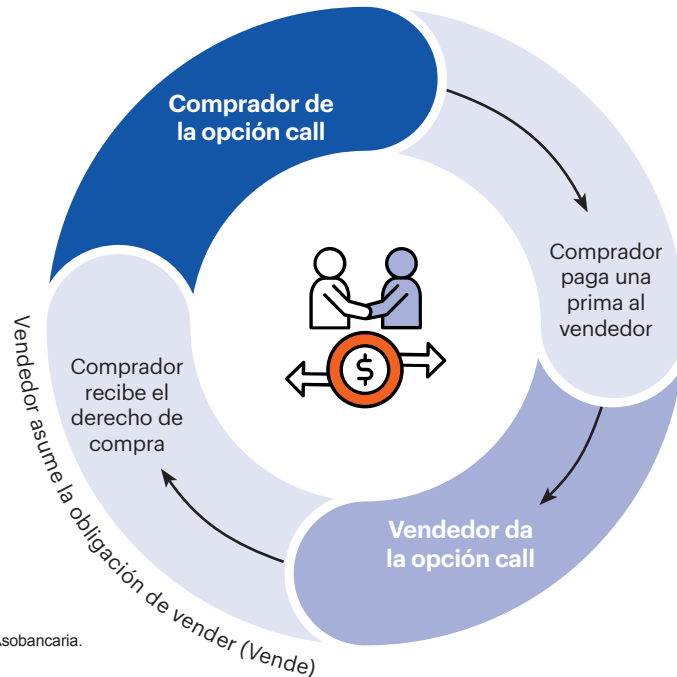 Comprador de
la opción call
Comprador
paga una
prima al
vendedor
Vendedor da
la opción call
Comprador
recibe el
derecho de
compra
Vendedor asume la obligación de vender (Vende)
$
sobancaria.